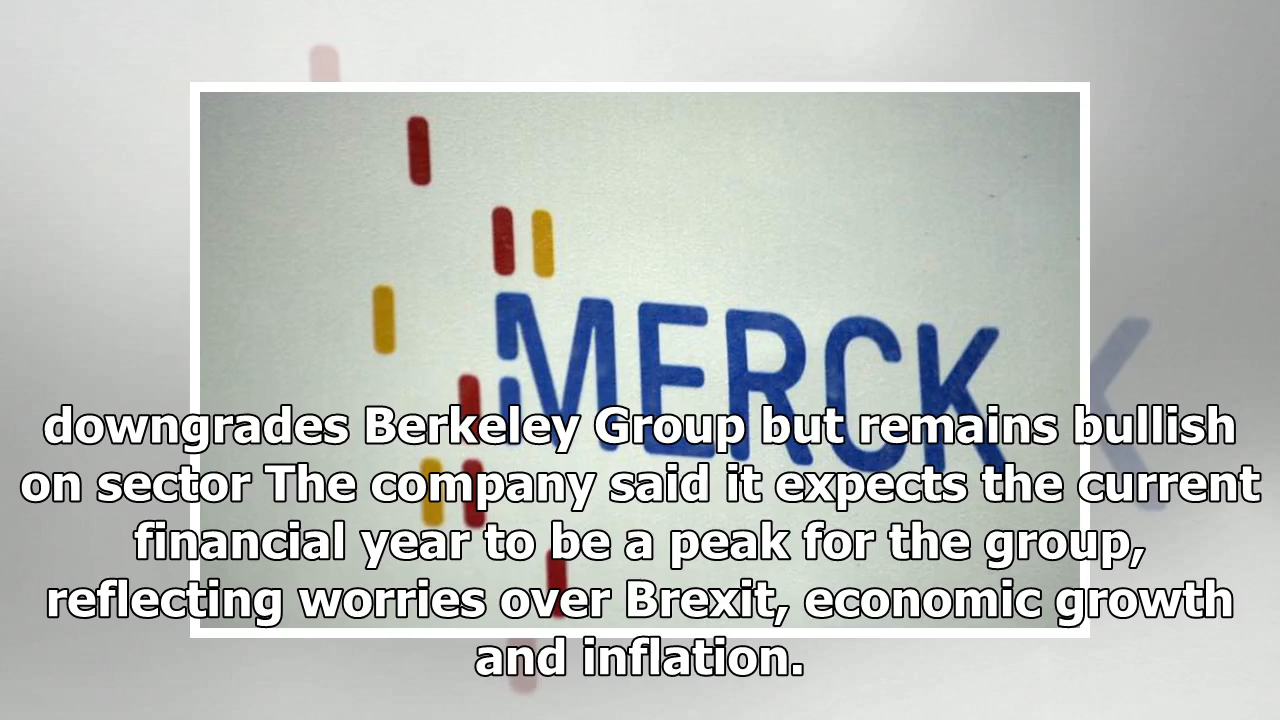 MERCK
downgrades Berkeley Group but remains bullish
on sector The company said it expects the current
financial year to be a peak for the group,
reflecting worries over Brexit, economic growth
and inflation.